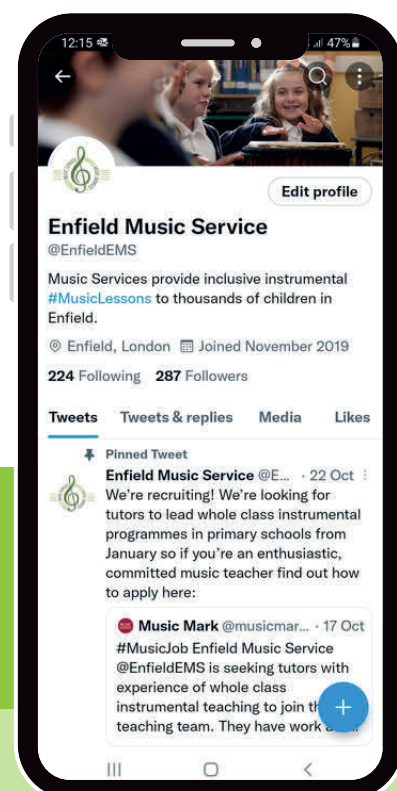 12:15
47%
Edit profile
Enfield Music Service
@EnfieldEMS
Music Services provide inclusive instrumental
#MusicLessons to thousands of children in
Enfield.
Enfield, London Joined November 2019
224 Following 287 Followers
Tweets Tweets & replies Media Likes
Pinned Tweet
Enfield Music Service @E... · 22 Oct
We're recruiting! We're looking for
tutors to lead whole class instrumental
programmes in primary schools from
January so if you're an enthusiastic,
committed music teacher find out how
to apply here:
Music Mark @musicmar... · 17 Oct
#MusicJob Enfield Music Service
@EnfieldEMS is seeking tutors with
experience of whole class
instrumental teaching to join
teaching team. They have work